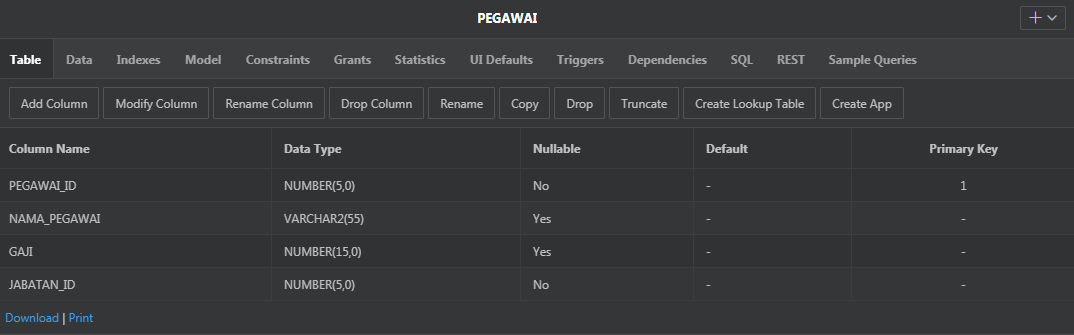 PEGAWAI
Table Data Indexes Model Constraints Grants Statistics UI Defaults Triggers Dependencies SQL REST Sample Queries
Add Column Modify Column Rename Column Drop Column Rename Copy Drop Truncate Create Lookup Table Create App
Column Name Data Type Nullable Default Primary Key
PEGAWAI_ID NUMBER(5,0) No - 1
NAMA_PEGAWAI VARCHAR2(55) Yes - -
GAJI NUMBER(15,0) Yes - -
JABATAN_ID NUMBER(5,0) No - -
Download | Print